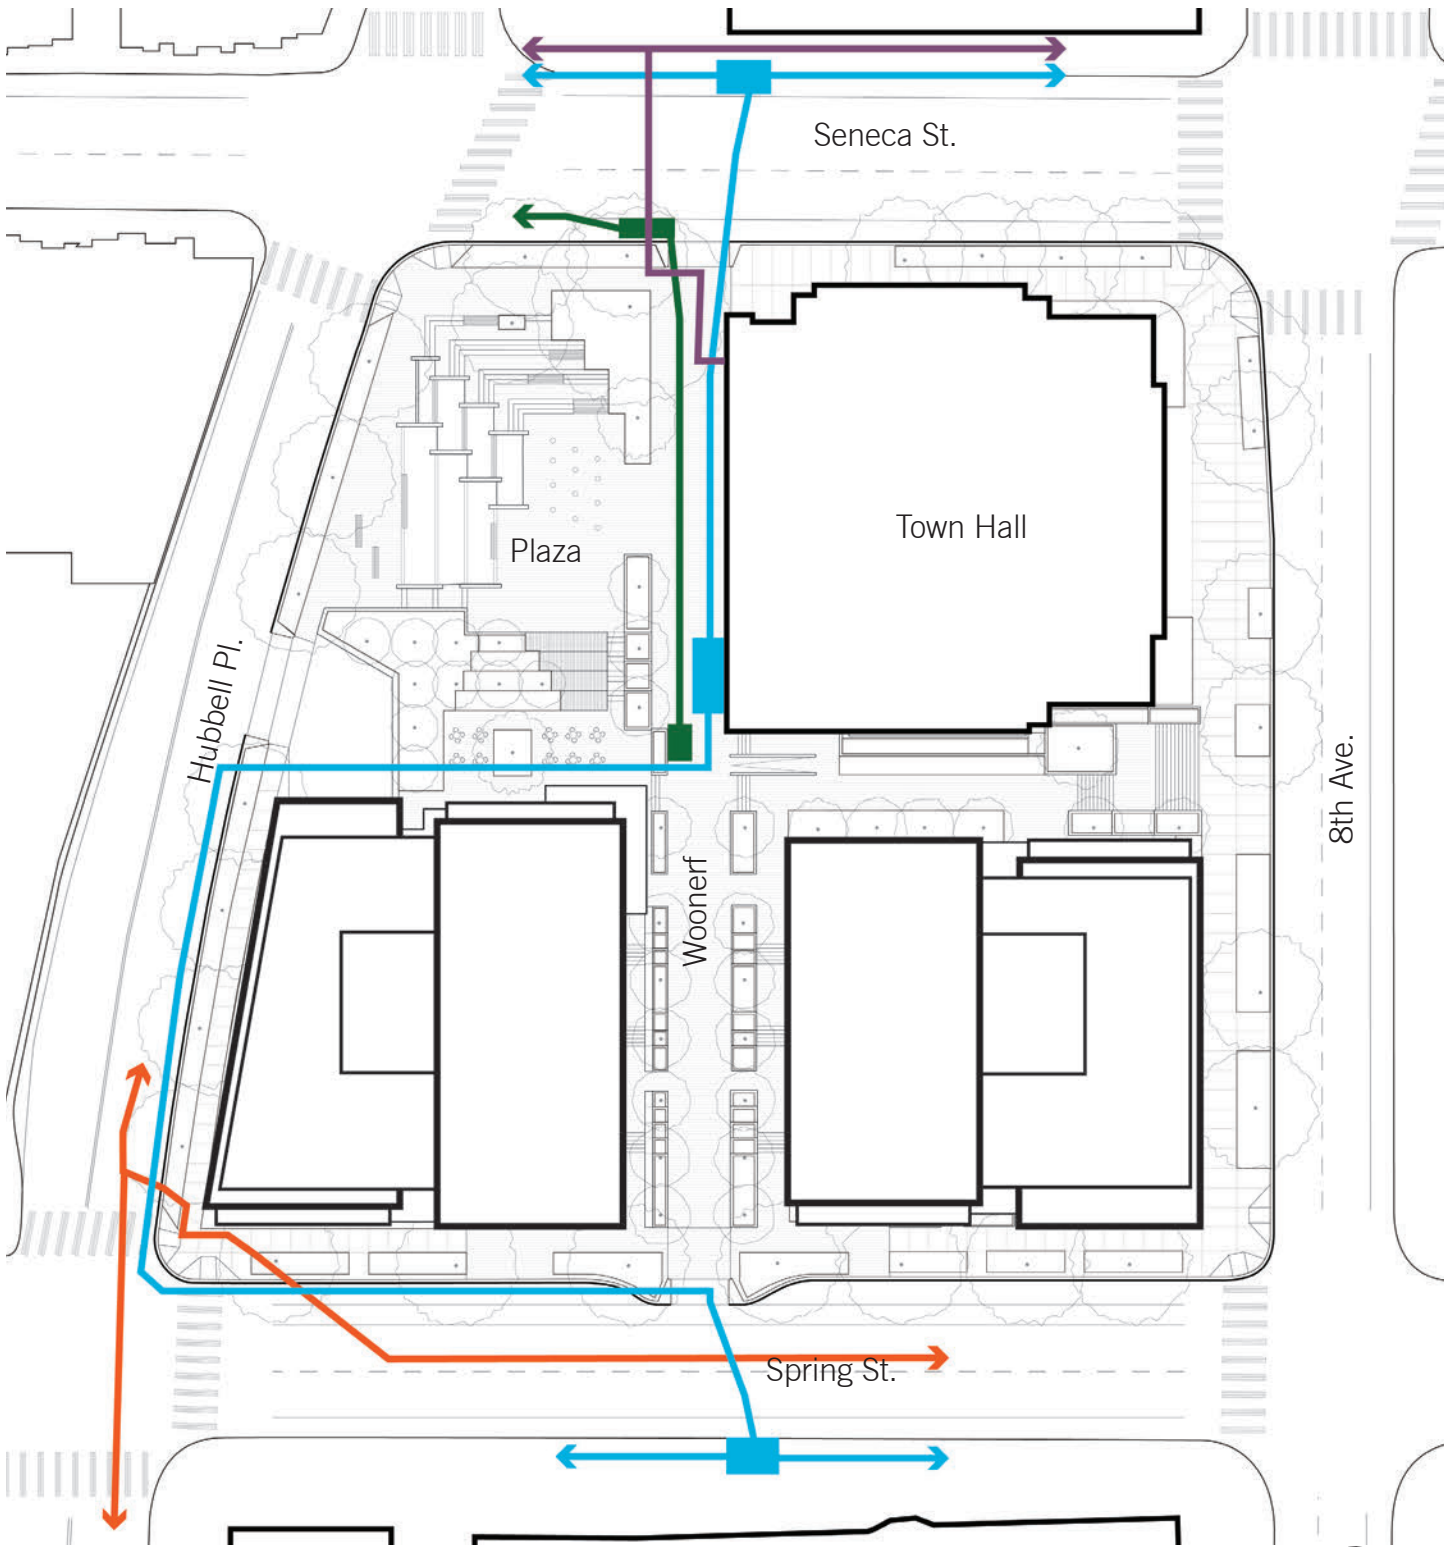 Seneca St.
Town Hall
Plaza
Hubbell Pl.
8th Ave.
Woonerf
Spring St.